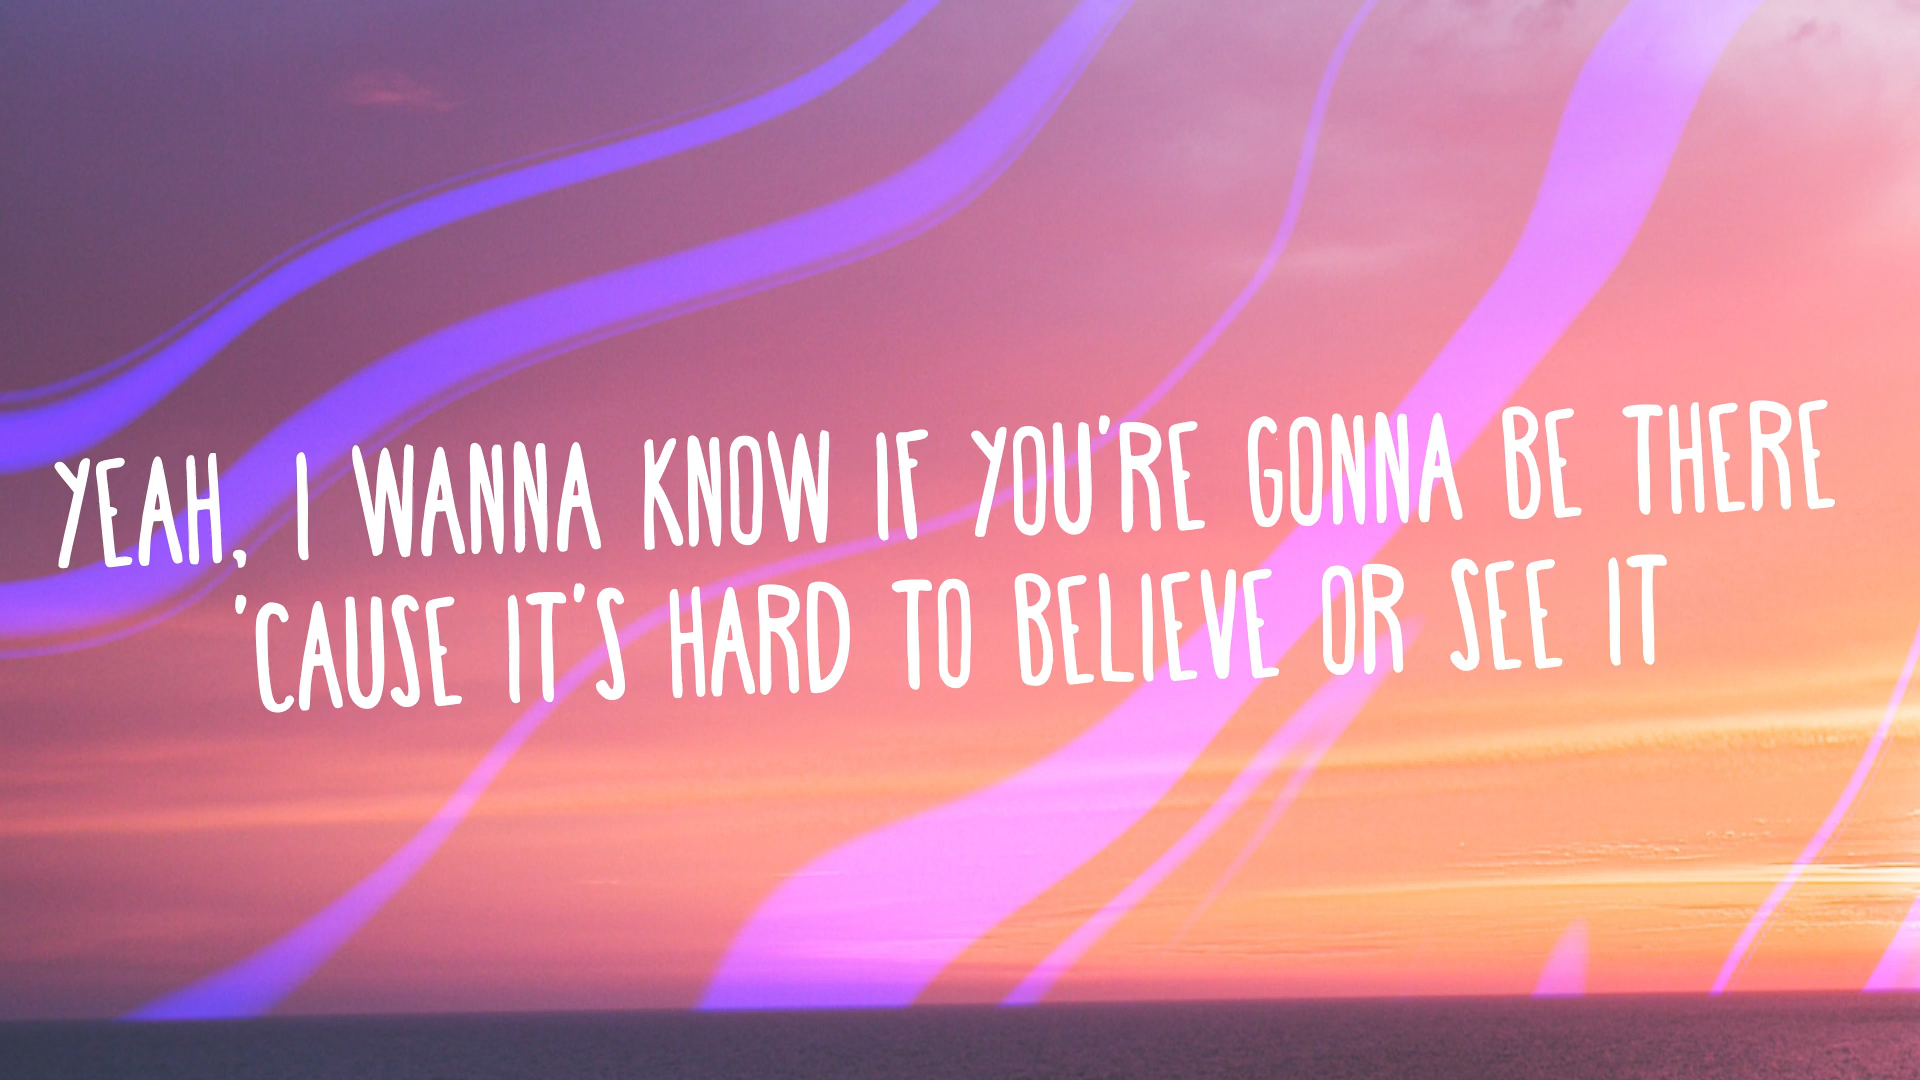 YEAH, I WANNA KNOW IF YOU'RE GONNA BE THERE
'CAUSE IT'S HARD TO BELIEVE OR SEE IT